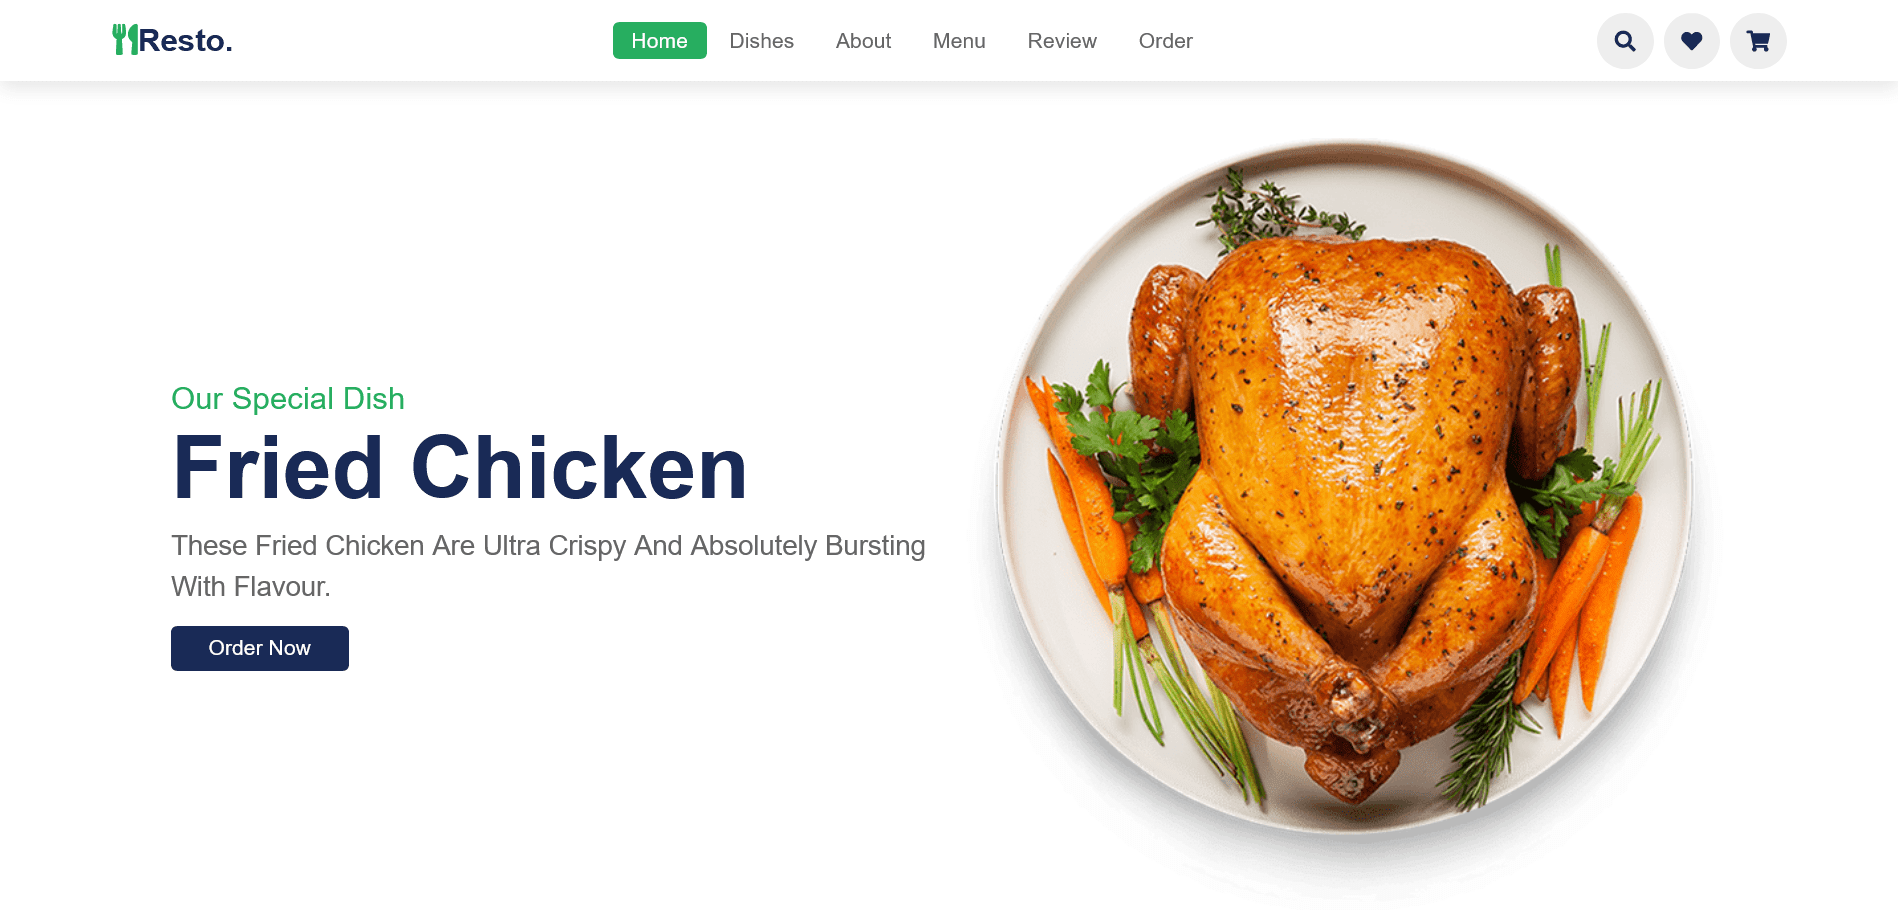 Resto.
Home
Dishes
About
Menu
Review
Order
Our Special Dish
Fried Chicken
These Fried Chicken Are Ultra Crispy And Absolutely Bursting
With Flavour.
Order Now